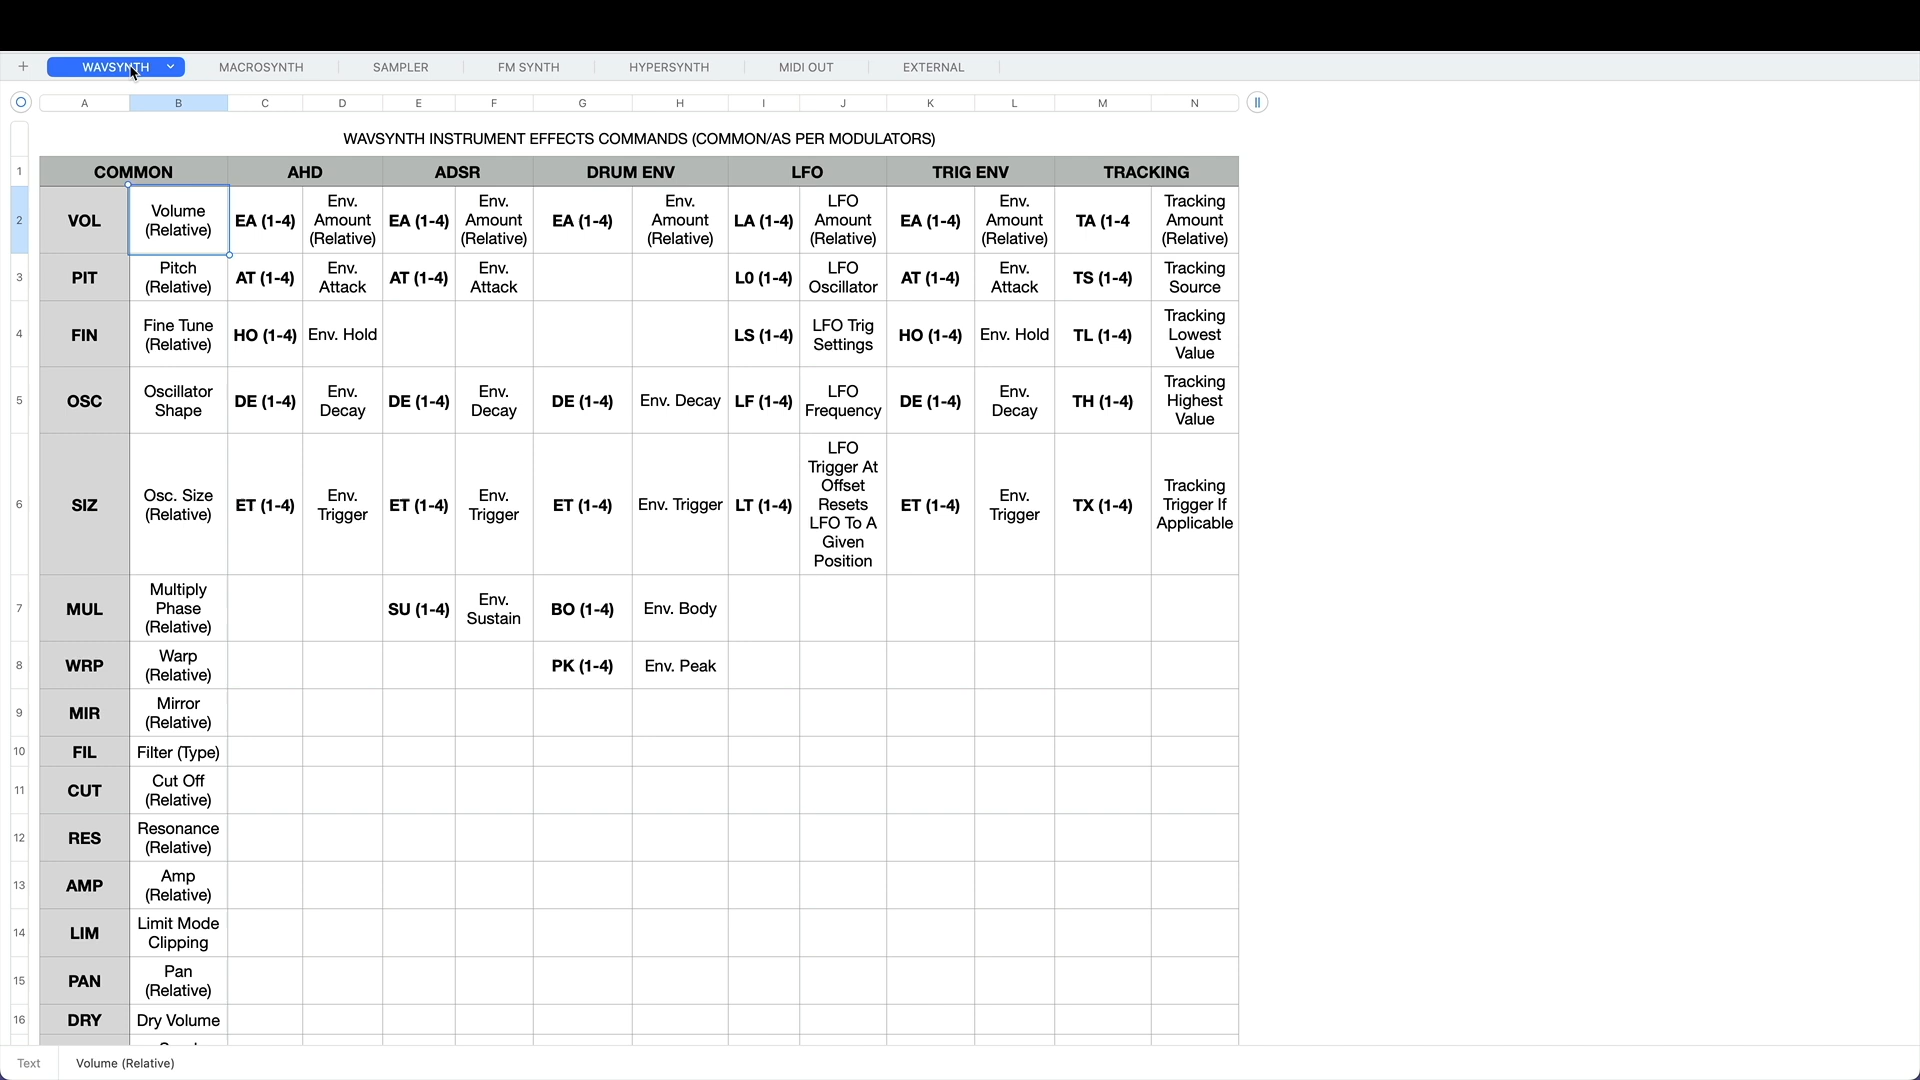 + WAVSYNTH MACROSYNTH SAMPLER FM SYNTH HYPERSYNTH MIDI OUT EXTERNAL
A B C D E F G H I J K L M N
WAVSYNTH INSTRUMENT EFFECTS COMMANDS (COMMON/AS PER MODULATORS)
1 COMMON AHD ADSR DRUM ENV LFO TRIG ENV TRACKING
2 VOL Volume (Relative) EA (1-4) Env. Amount (Relative) EA (1-4) Env. Amount (Relative) EA (1-4) Env. Amount (Relative) LA (1-4) LFO Amount (Relative) EA (1-4) Env. Amount (Relative) TA (1-4 Tracking Amount (Relative)
3 PIT Pitch (Relative) AT (1-4) Env. Attack AT (1-4) Env. Attack L0 (1-4) LFO Oscillator AT (1-4) Env. Attack TS (1-4) Tracking Source
4 FIN Fine Tune (Relative) HO (1-4) Env. Hold LS (1-4) LFO Trig Settings HO (1-4) Env. Hold TL (1-4) Tracking Lowest Value
5 OSC Oscillator Shape DE (1-4) Env. Decay DE (1-4) Env. Decay DE (1-4) Env. Decay LF (1-4) LFO Frequency DE (1-4) Env. Decay TH (1-4) Tracking Highest Value
6 SIZ Osc. Size (Relative) ET (1-4) Env. Trigger ET (1-4) Env. Trigger ET (1-4) Env. Trigger LT (1-4) LFO Trigger At Offset Resets LFO To A Given Position ET (1-4) Env. Trigger TX (1-4) Tracking Trigger If Applicable
7 MUL Multiply Phase (Relative) SU (1-4) Env. Sustain BO (1-4) Env. Body
8 WRP Warp (Relative) PK (1-4) Env. Peak
9 MIR Mirror (Relative)
10 FIL Filter (Type)
11 CUT Cut Off (Relative)
12 RES Resonance (Relative)
13 AMP Amp (Relative)
14 LIM Limit Mode Clipping
15 PAN Pan (Relative)
16 DRY Dry Volume
Text Volume (Relative)